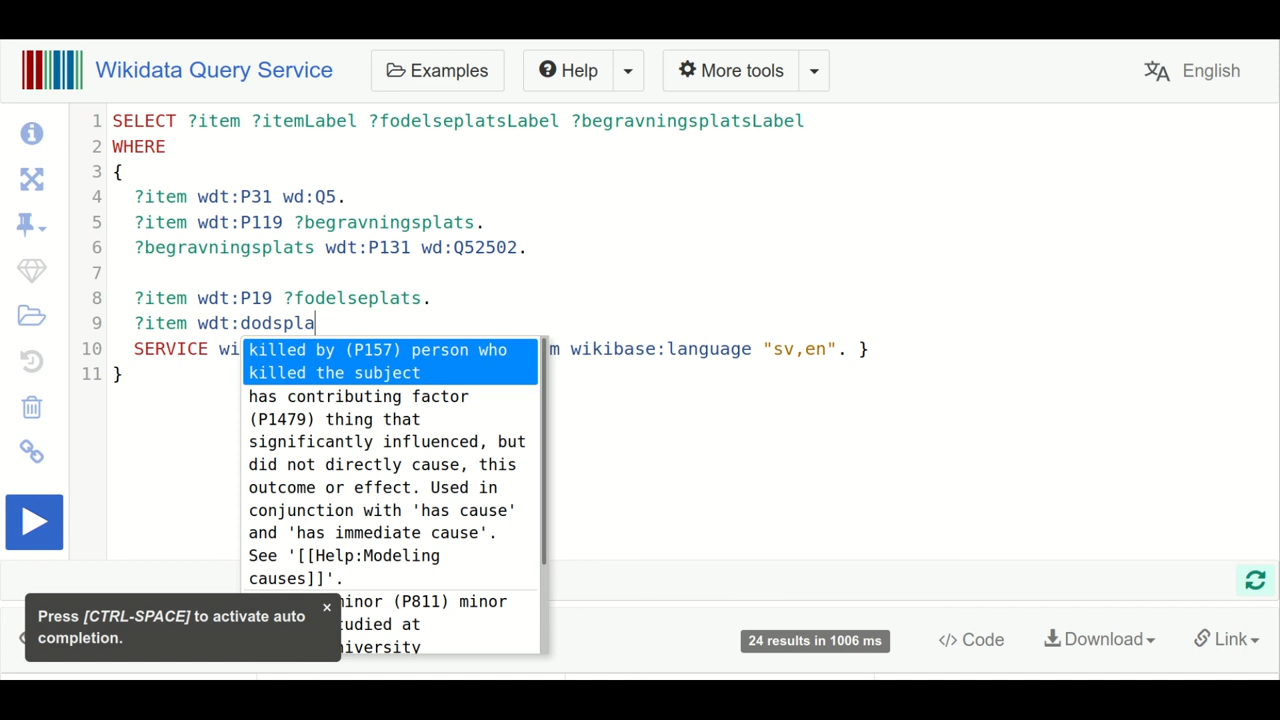 Wikidata Query Service
Examples
Help
More tools
English
1 SELECT ?item ?itemLabel ?fodelseplatsLabel ?begravningsplatsLabel
2 WHERE
3 {
4 ?item wdt:P31 wd:Q5.
5 ?item wdt:P119 ?begravningsplats.
6 ?begravningsplats wdt:P131 wd:Q52502.
7
8 ?item wdt:P19 ?fodelseplats.
9 ?item wdt:dodspla
10 SERVICE wi m wikibase:language "sv,en". }
11 }
killed by (P157) person who
killed the subject
has contributing factor
(P1479) thing that
significantly influenced, but
did not directly cause, this
outcome or effect. Used in
conjunction with 'has cause'
and 'has immediate cause'.
See '[[Help:Modeling
causes]]'.
minor (P811) minor
tudied at
iversity
Press [CTRL-SPACE] to activate auto
completion.
×
24 results in 1006 ms
</> Code
Download
Link